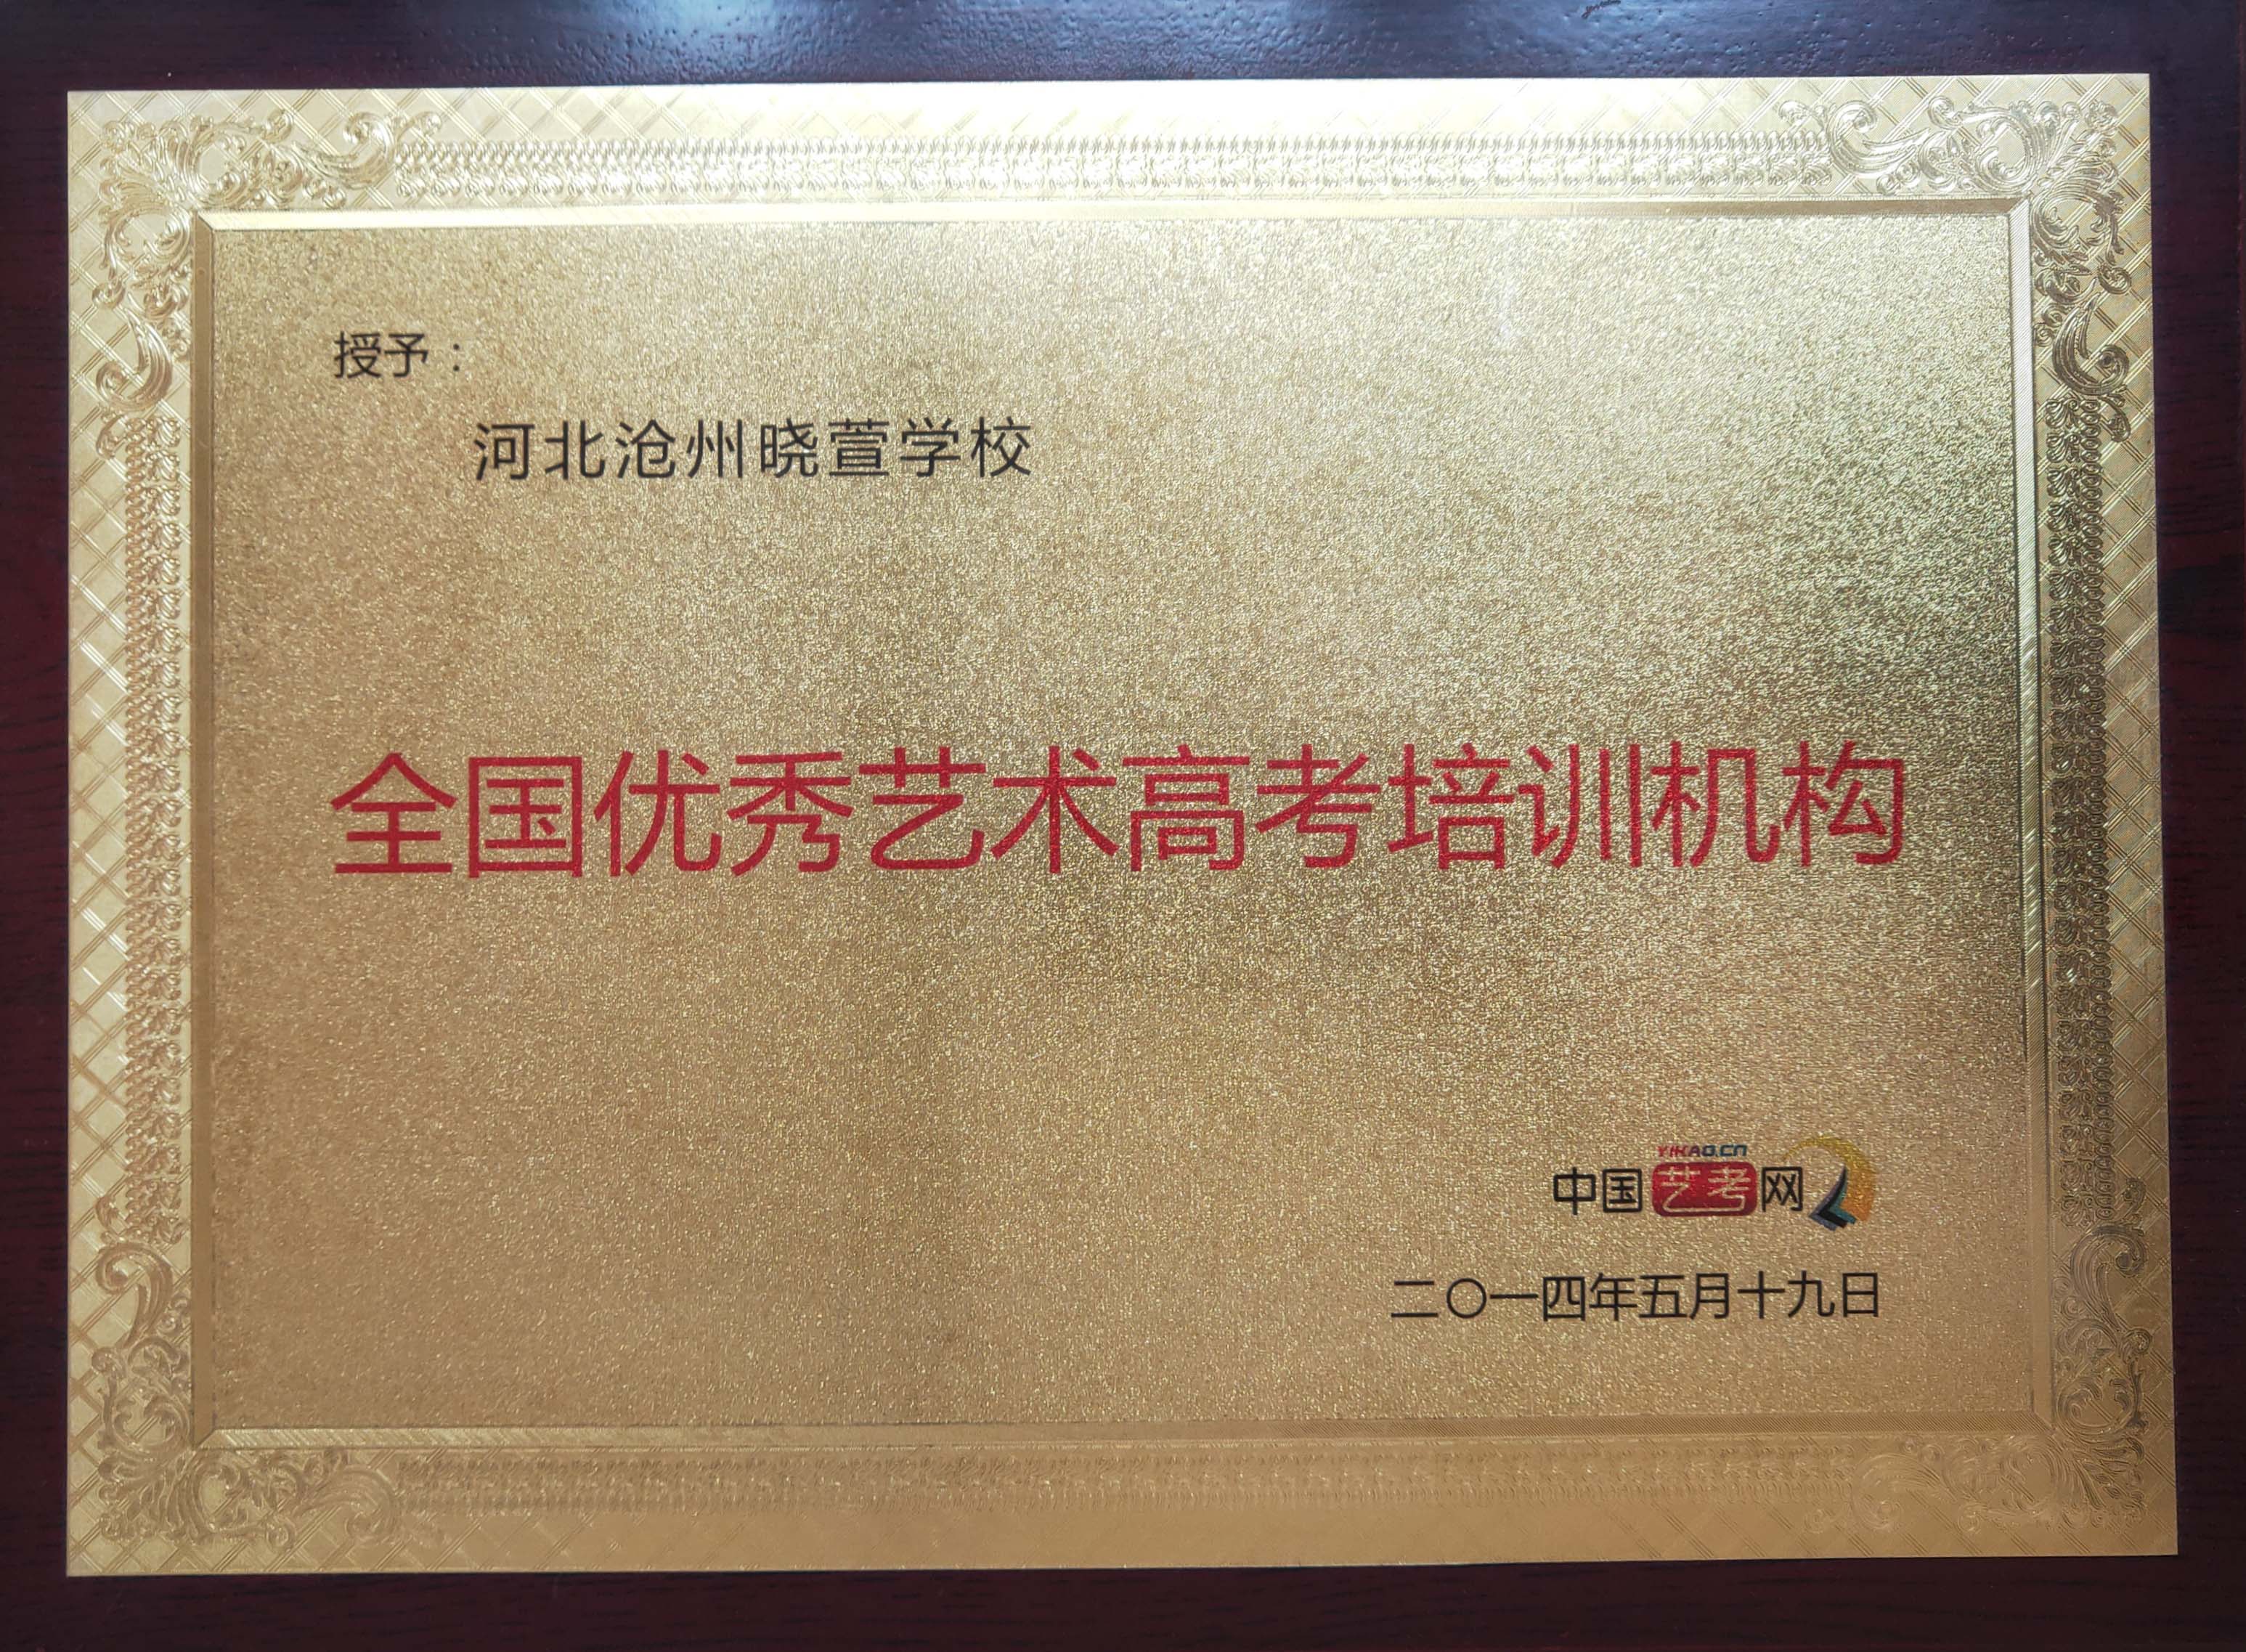 授予：
河北沧州晓萱学校
全国优秀艺术高考培训机构
YIKAO.CN
中国艺考网
二〇一四年五月十九日